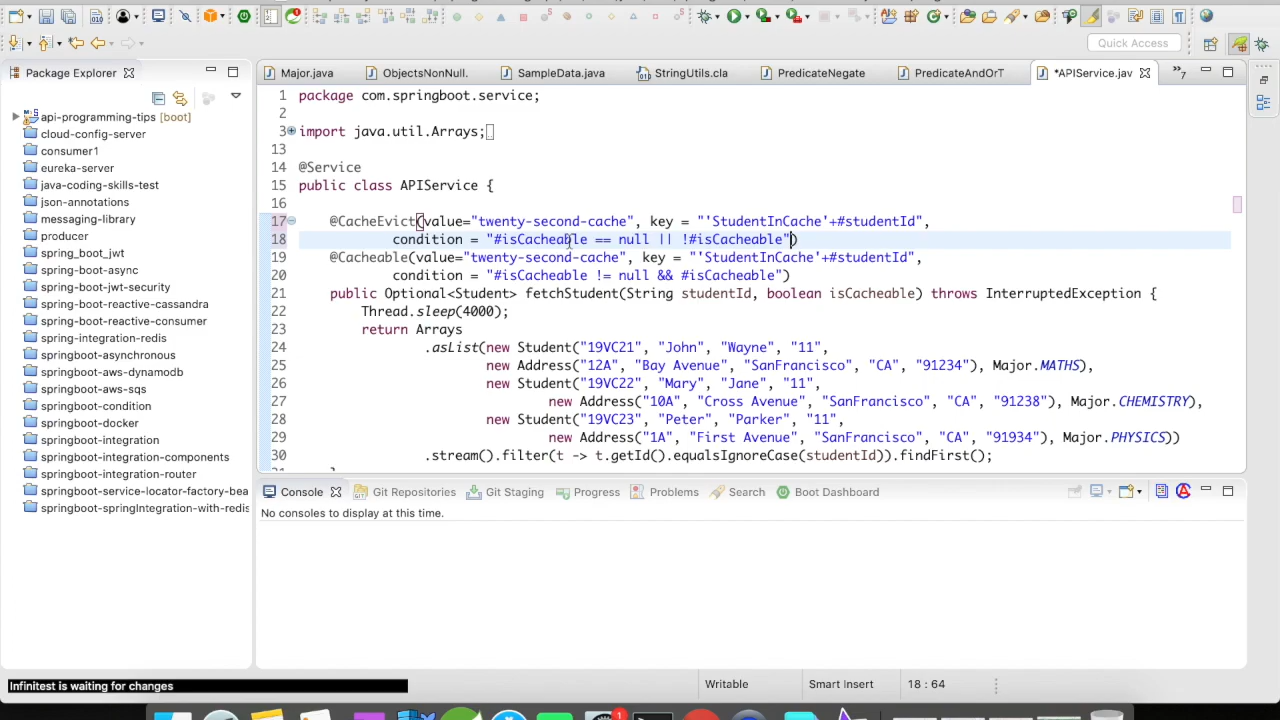 Quick Access
Package Explorer
Major.java
ObjectsNonNull.
SampleData.java
StringUtils.cla
PredicateNegate
PredicateAndOrT
*APIService.jav
»7
api-programming-tips [boot]
cloud-config-server
consumer1
eureka-server
java-coding-skills-test
json-annotations
messaging-library
producer
spring_boot_jwt
spring-boot-async
spring-boot-jwt-security
spring-boot-reactive-cassandra
spring-boot-reactive-consumer
spring-integration-redis
springboot-asynchronous
springboot-aws-dynamodb
springboot-aws-sqs
springboot-condition
springboot-docker
springboot-integration
springboot-integration-components
springboot-integration-router
springboot-service-locator-factory-bea
springboot-springIntegration-with-redis
1 package com.springboot.service;
2
3 import java.util.Arrays;
13
14 @Service
15 public class APIService {
16
17 @CacheEvict(value="twenty-second-cache", key = "'StudentInCache'+#studentId",
18 condition = "#isCacheable == null || !#isCacheable")
19 @Cacheable(value="twenty-second-cache", key = "'StudentInCache'+#studentId",
20 condition = "#isCacheable != null && #isCacheable")
21 public Optional<Student> fetchStudent(String studentId, boolean isCacheable) throws InterruptedException {
22 Thread.sleep(4000);
23 return Arrays
24 .asList(new Student("19VC21", "John", "Wayne", "11",
25 new Address("12A", "Bay Avenue", "SanFrancisco", "CA", "91234"), Major.MATHS),
26 new Student("19VC22", "Mary", "Jane", "11",
27 new Address("10A", "Cross Avenue", "SanFrancisco", "CA", "91238"), Major.CHEMISTRY),
28 new Student("19VC23", "Peter", "Parker", "11",
29 new Address("1A", "First Avenue", "SanFrancisco", "CA", "91934"), Major.PHYSICS))
30 .stream().filter(t -> t.getId().equalsIgnoreCase(studentId)).findFirst();
Console
Git Repositories
Git Staging
Progress
Problems
Search
Boot Dashboard
No consoles to display at this time.
Infinitest is waiting for changes
Writable
Smart Insert
18 : 64
1